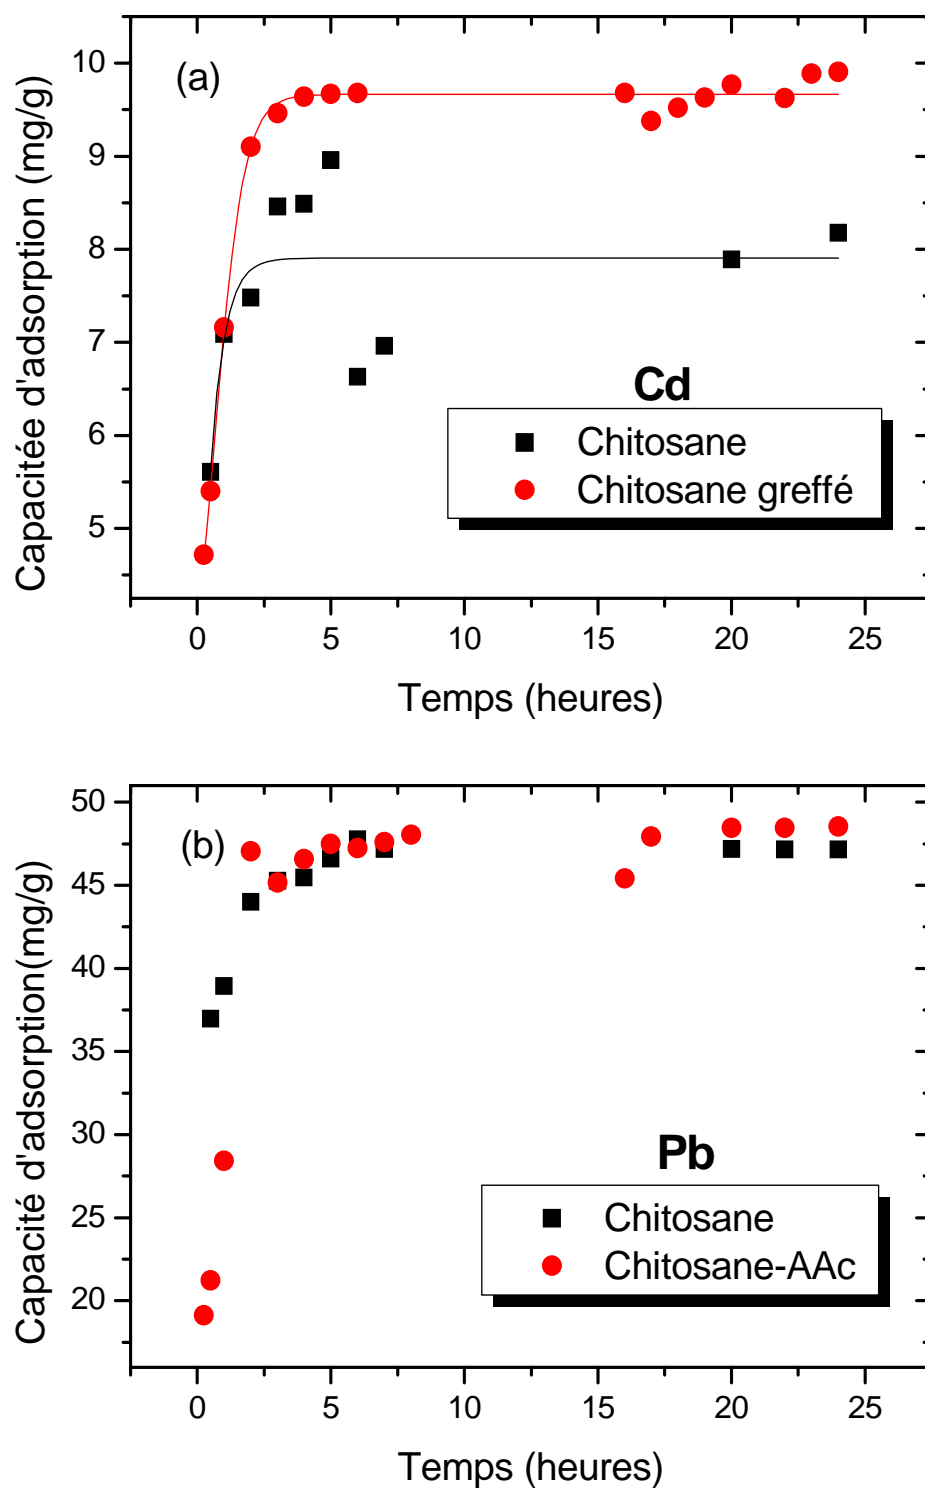 (a)
Capacitée d'adsorption (mg/g)
10
9
8
7
6
5
Cd
Chitosane
Chitosane greffé
0 5 10 15 20 25
Temps (heures)
(b)
Capacité d'adsorption(mg/g)
50
45
40
35
30
25
20
Pb
Chitosane
Chitosane-AAc
0 5 10 15 20 25
Temps (heures)